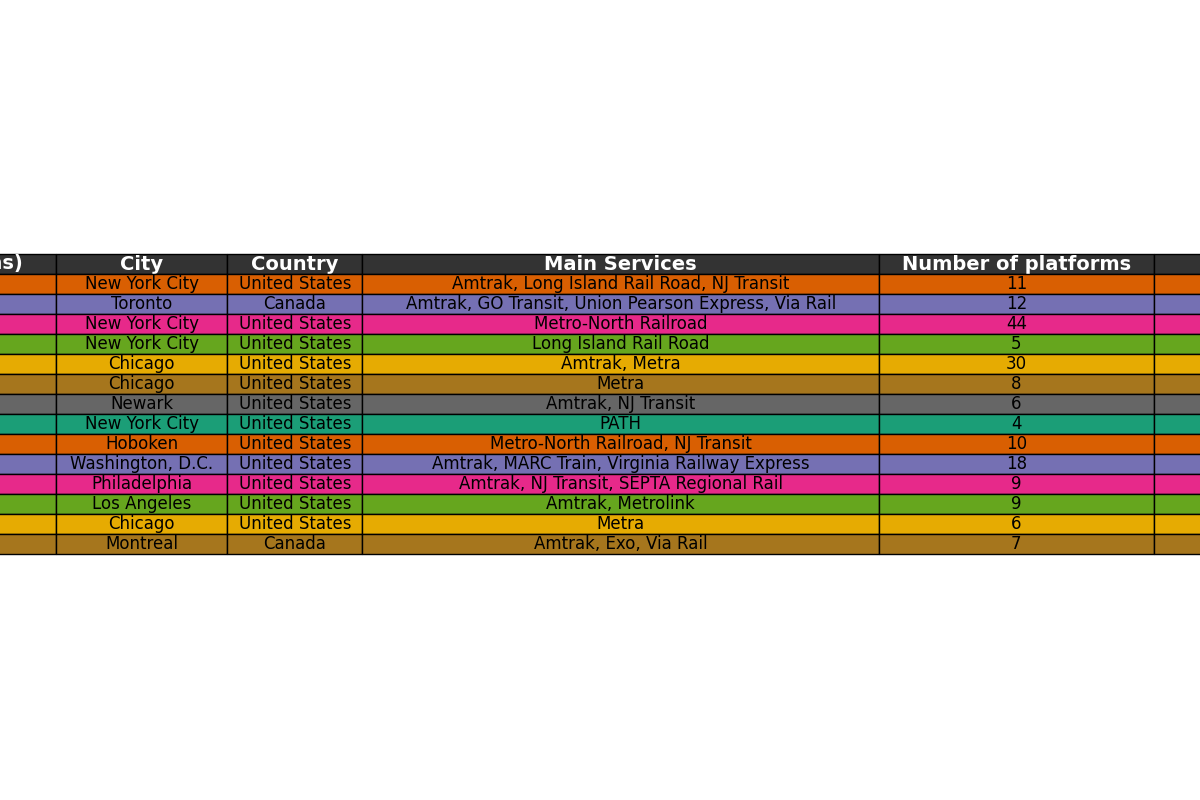 s) City Country Main Services Number of platforms
New York City United States Amtrak, Long Island Rail Road, NJ Transit 11
Toronto Canada Amtrak, GO Transit, Union Pearson Express, Via Rail 12
New York City United States Metro-North Railroad 44
New York City United States Long Island Rail Road 5
Chicago United States Amtrak, Metra 30
Chicago United States Metra 8
Newark United States Amtrak, NJ Transit 6
New York City United States PATH 4
Hoboken United States Metro-North Railroad, NJ Transit 10
Washington, D.C. United States Amtrak, MARC Train, Virginia Railway Express 18
Philadelphia United States Amtrak, NJ Transit, SEPTA Regional Rail 9
Los Angeles United States Amtrak, Metrolink 9
Chicago United States Metra 6
Montreal Canada Amtrak, Exo, Via Rail 7